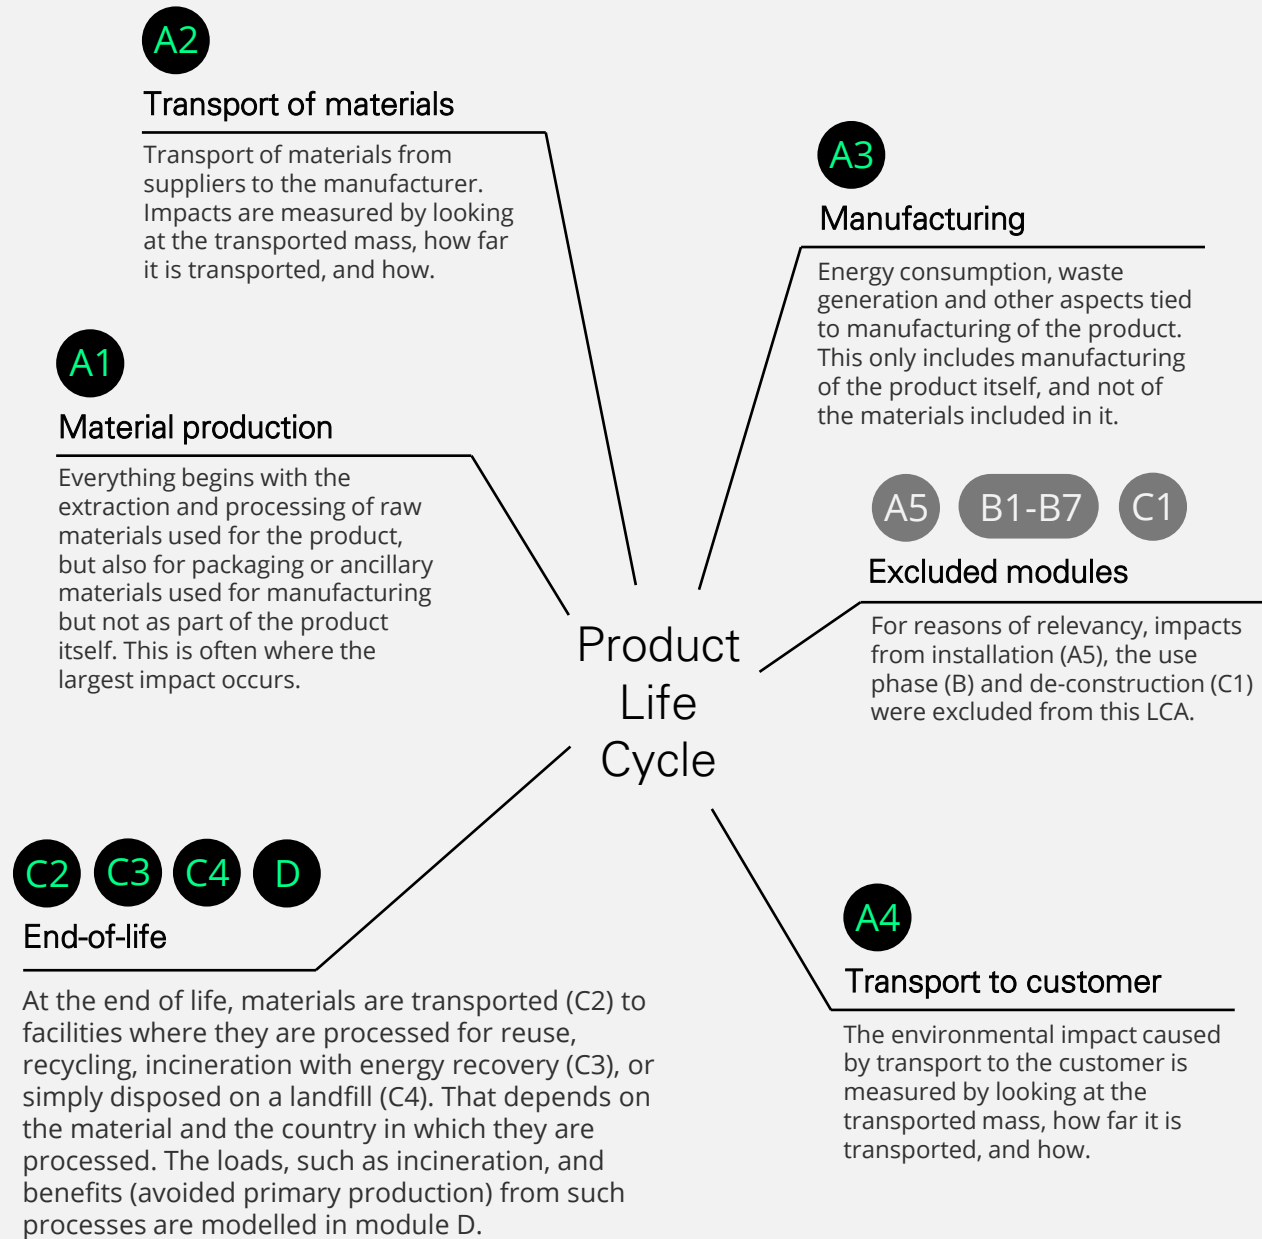 A2
Transport of materials
Transport of materials from
suppliers to the manufacturer.
Impacts are measured by looking
at the transported mass, how far
it is transported, and how.
A3
Manufacturing
Energy consumption, waste
generation and other aspects tied
to manufacturing of the product.
This only includes manufacturing
of the product itself, and not of
the materials included in it.
A1
Material production
Everything begins with the
extraction and processing of raw
materials used for the product,
but also for packaging or ancillary
materials used for manufacturing
but not as part of the product
itself. This is often where the
largest impact occurs.
A5 B1-B7 C1
Excluded modules
For reasons of relevancy, impacts
from installation (A5), the use
phase (B) and de-construction (C1)
were excluded from this LCA.
Product
Life
Cycle
C2 C3 C4 D
End-of-life
At the end of life, materials are transported (C2) to
facilities where they are processed for reuse,
recycling, incineration with energy recovery (C3), or
simply disposed on a landfill (C4). That depends on
the material and the country in which they are
processed. The loads, such as incineration, and
benefits (avoided primary production) from such
processes are modelled in module D.
A4
Transport to customer
The environmental impact caused
by transport to the customer is
measured by looking at the
transported mass, how far it is
transported, and how.